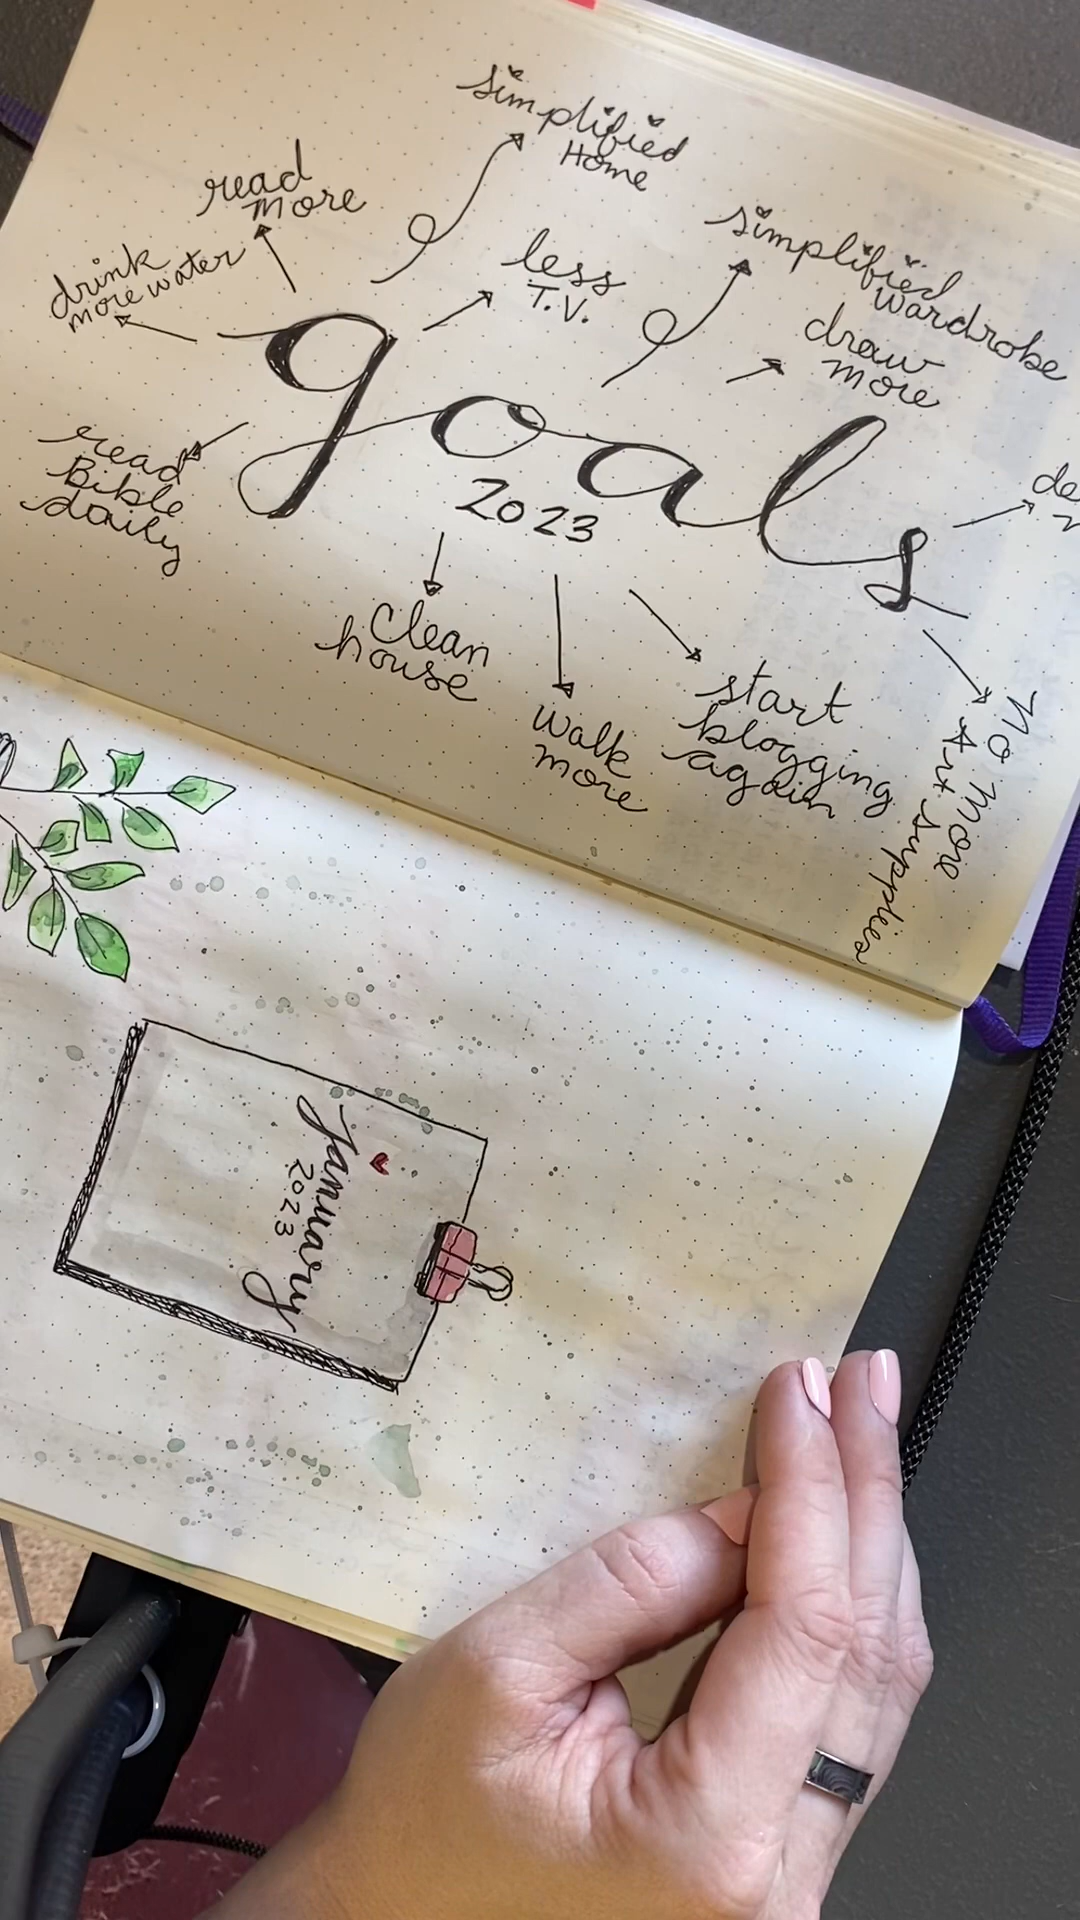 simplified
Home
read
more
less
T.V.
simplified
wardrobe
drink
more water
draw
more
goals
2023
read
Bible
daily
de
Clean
house
walk
more
start
blogging
again
No More
Art Supplies
January
2023